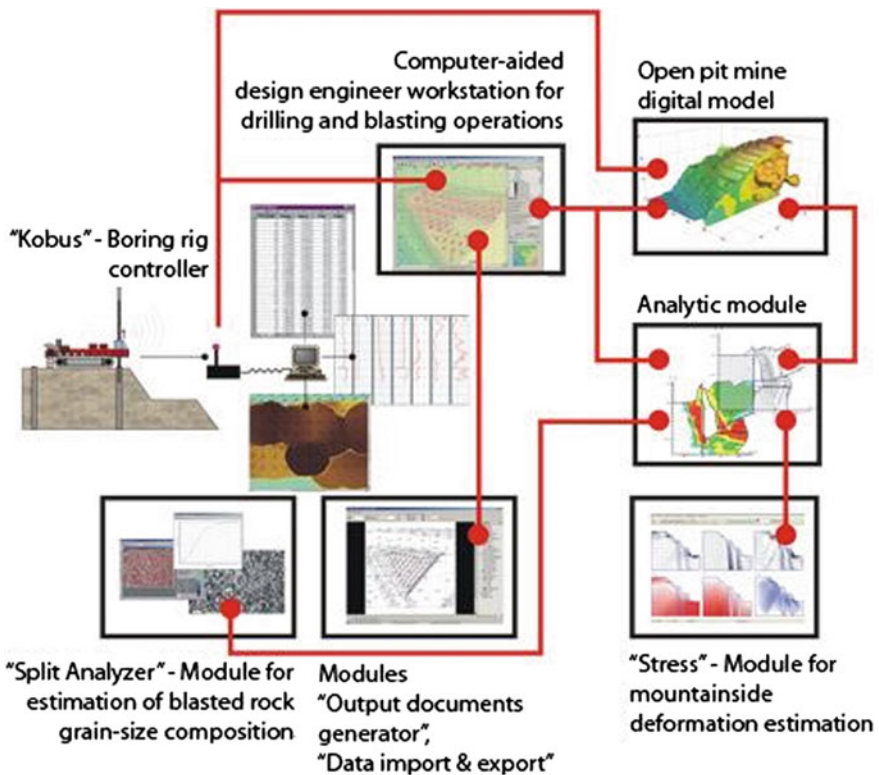 Computer-aided
design engineer workstation for
drilling and blasting operations
Open pit mine
digital model
“Kobus” - Boring rig
controller
Analytic module
“Split Analyzer” - Module for
estimation of blasted rock
grain-size composition
Modules
“Output documents
generator”,
“Data import & export”
“Stress” - Module for
mountainside
deformation estimation